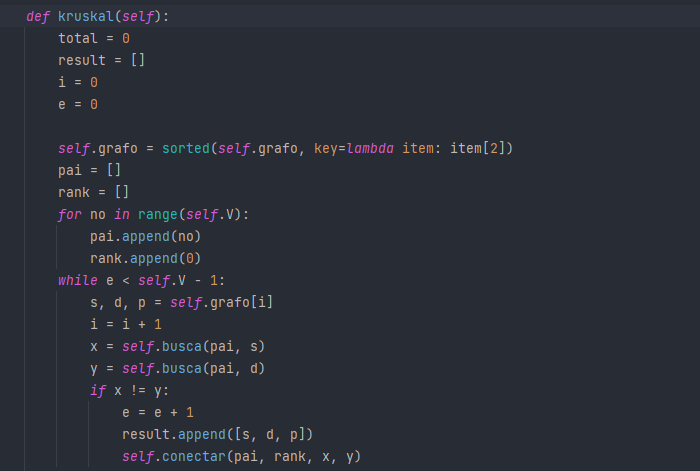 def kruskal(self):
    total = 0
    result = []
    i = 0
    e = 0

    self.grafo = sorted(self.grafo, key=lambda item: item[2])
    pai = []
    rank = []
    for no in range(self.V):
        pai.append(no)
        rank.append(0)
    while e < self.V - 1:
        s, d, p = self.grafo[i]
        i = i + 1
        x = self.busca(pai, s)
        y = self.busca(pai, d)
        if x != y:
            e = e + 1
            result.append([s, d, p])
            self.conectar(pai, rank, x, y)